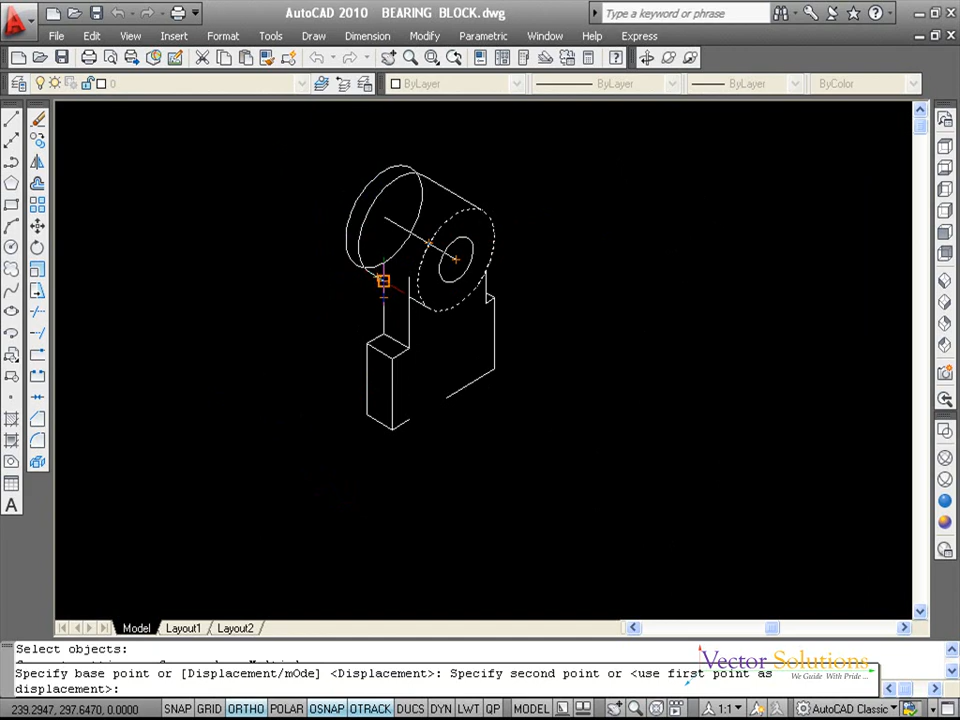 AutoCAD 2010 BEARING BLOCK.dwg
Type a keyword or phrase
File Edit View Insert Format Tools Draw Dimension Modify Parametric Window Help Express
0 ByLayer ByLayer ByLayer ByColor
A
Model Layout1 Layout2
Select objects:
Specify base point or [Displacement/mOde] <Displacement>: Specify second point or <use first point as
displacement>:
Vector Solutions
We Guide With Pride ...
239.2947, 297.6470, 0.0000 SNAP GRID ORTHO POLAR OSNAP OTRACK DUCS DYN LWT QP MODEL 1:1 AutoCAD Classic